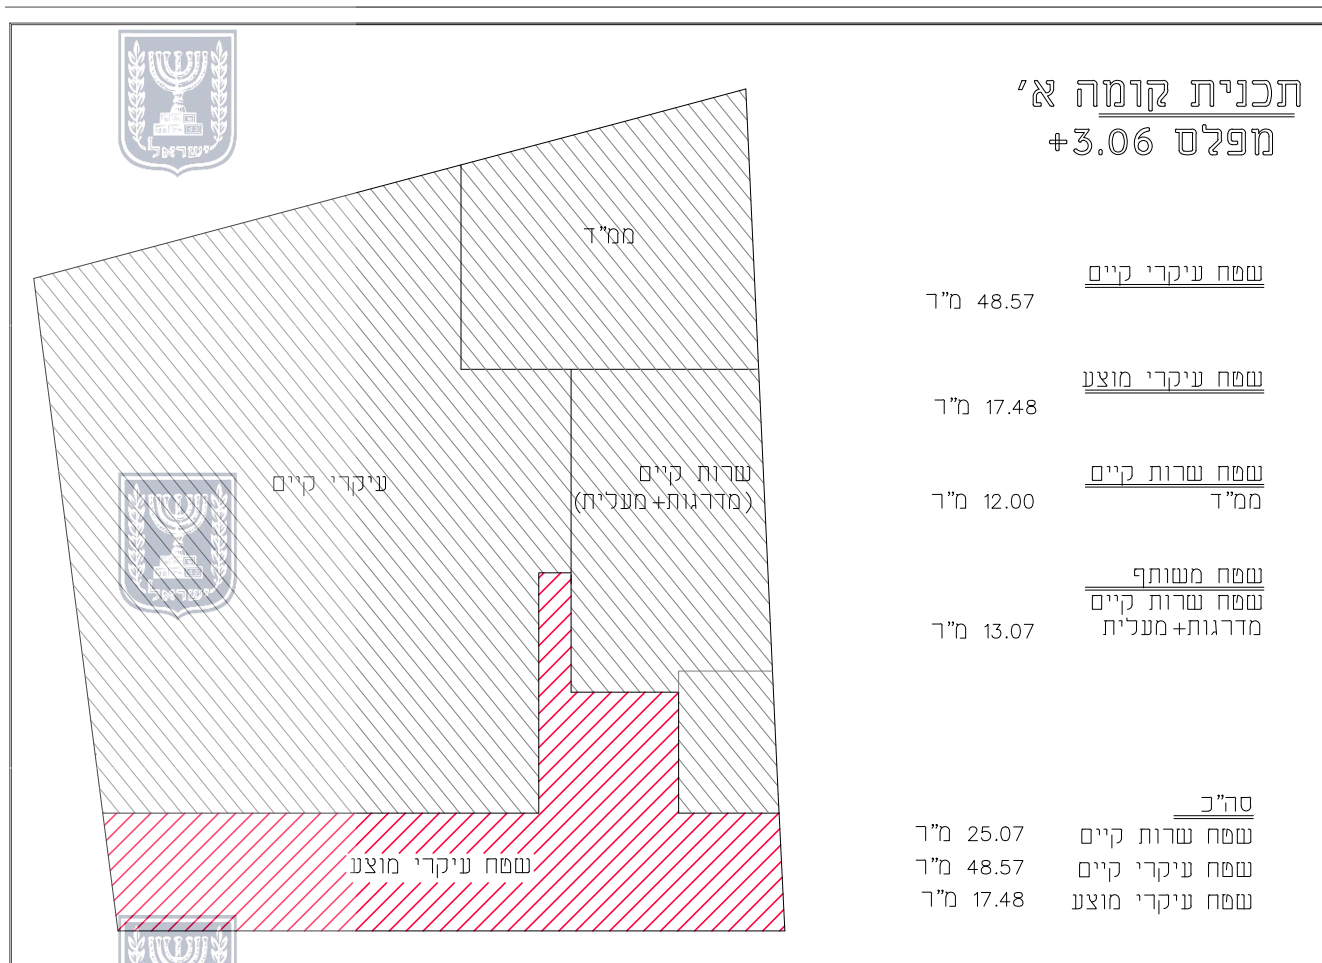 תכנית קומה א'
מפלס +3.06
שטח עיקרי קיים
48.57 מ"ר
שטח עיקרי מוצע
17.48 מ"ר
שטח שרות קיים
ממ"ד 12.00 מ"ר
שטח משותף
שטח שרות קיים
מדרגות+מעלית 13.07 מ"ר
סה"כ
שטח שרות קיים 25.07 מ"ר
שטח עיקרי קיים 48.57 מ"ר
שטח עיקרי מוצע 17.48 מ"ר
ממ"ד
שרות קיים
(מדרגות+מעלית)
עיקרי קיים
שטח עיקרי מוצע
ישראל
ישראל